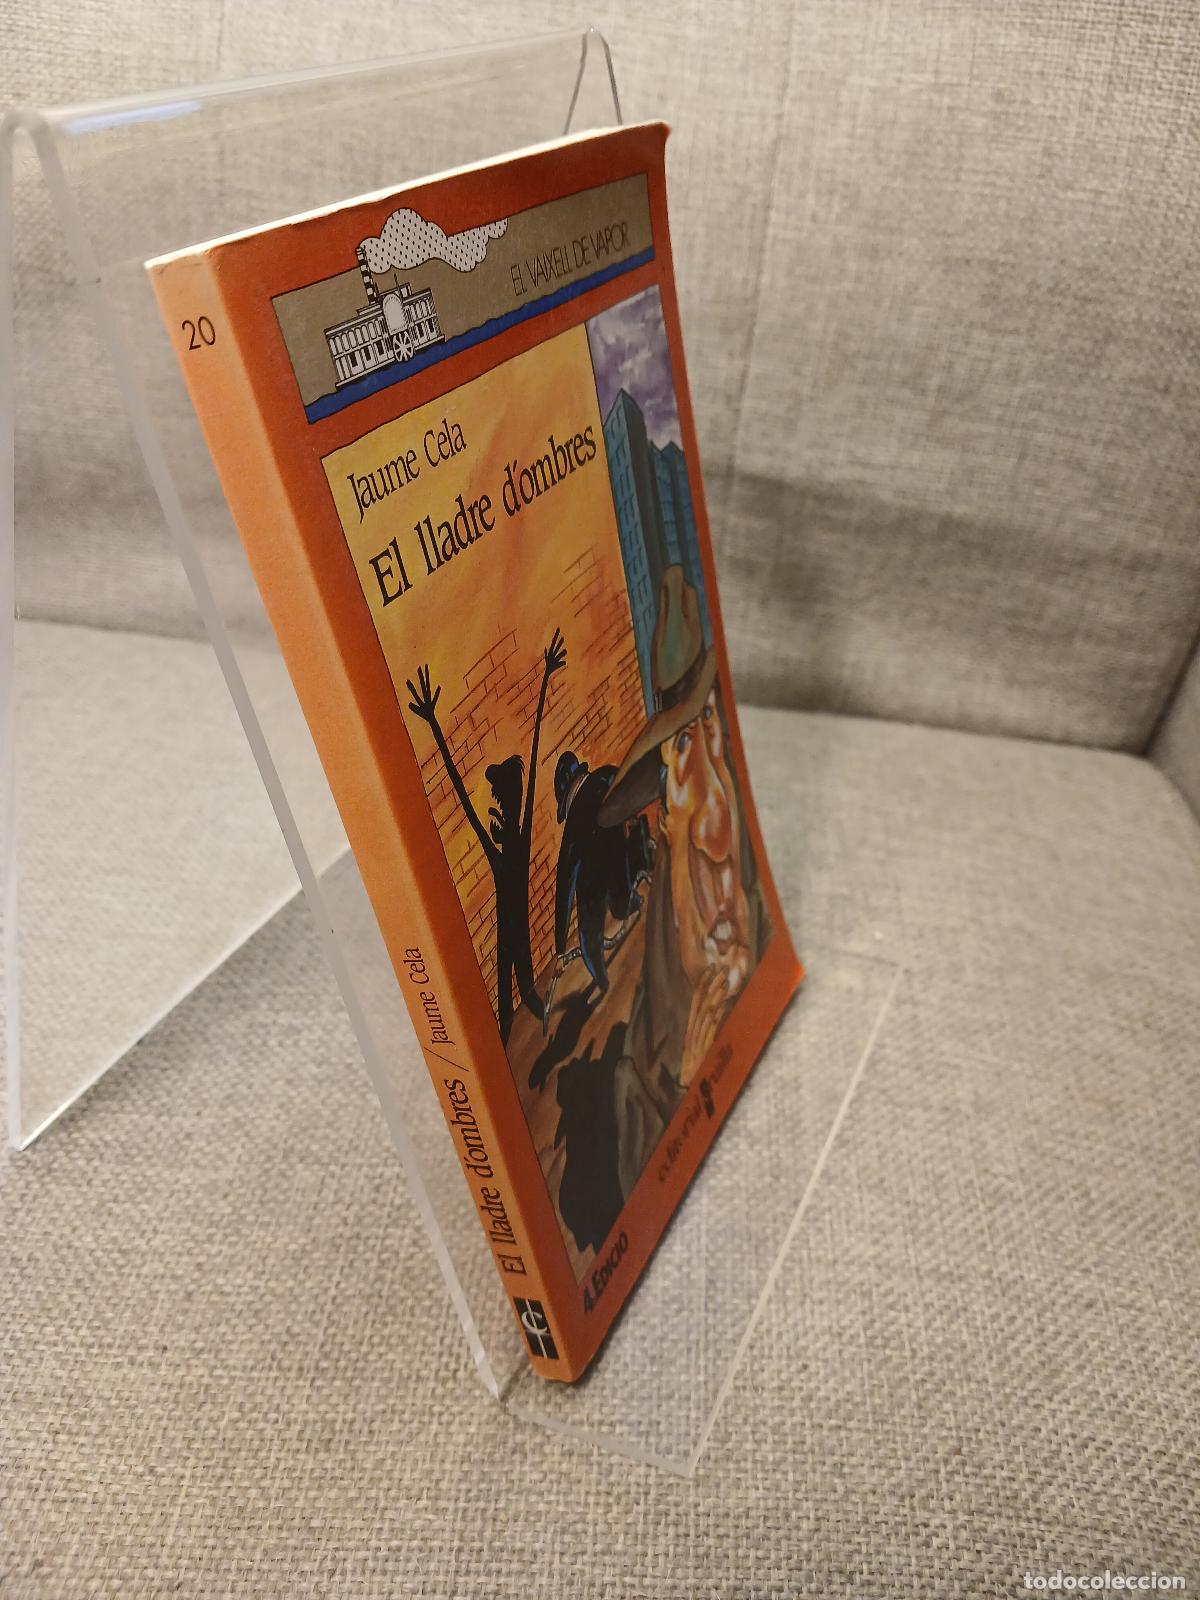 20
EL VAIXELL DE VAPOR
Jaume Cela
El lladre d'ombres
El lladre d'ombres / Jaume Cela
editorial cruïlla
4.EDICIÓ
todocoleccion